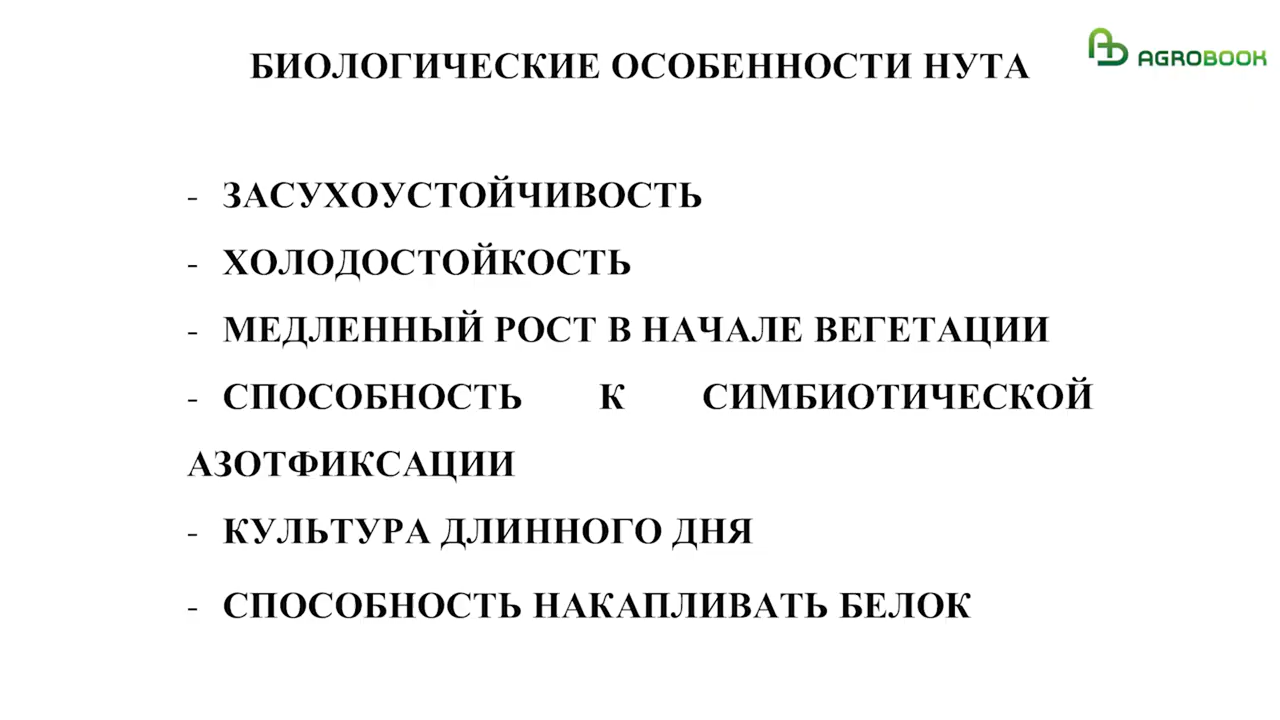 БИОЛОГИЧЕСКИЕ ОСОБЕННОСТИ НУТА
AGROBOOK
- ЗАСУХОУСТОЙЧИВОСТЬ
- ХОЛОДОСТОЙКОСТЬ
- МЕДЛЕННЫЙ РОСТ В НАЧАЛЕ ВЕГЕТАЦИИ
- СПОСОБНОСТЬ К СИМБИОТИЧЕСКОЙ
АЗОТФИКСАЦИИ
- КУЛЬТУРА ДЛИННОГО ДНЯ
- СПОСОБНОСТЬ НАКАПЛИВАТЬ БЕЛОК